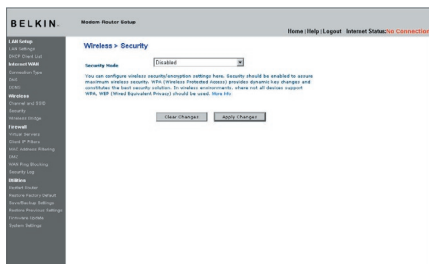 BELKIN.
Modem Router Setup
Home | Help | Logout Internet Status: No Connection
LAN Setup
LAN Settings
DHCP Client List
Internet WAN
Connection Type
DNS
DDNS
Wireless
Channel and SSID
Security
Wireless Bridge
Firewall
Virtual Servers
Client IP Filters
MAC Address Filtering
DMZ
WAN Ping Blocking
Security Log
Utilities
Restart Router
Restore Factory Default
Save/Backup Settings
Restore Previous Settings
Firmware Update
System Settings
Wireless > Security
Security Mode
Disabled
You can configure wireless security/encryption settings here. Security should be enabled to assure
maximum wireless security. WPA (Wireless Protected Access) provides dynamic key changes and
constitutes the best security solution. In wireless environments, where not all devices support
WPA, WEP (Wired Equivalent Privacy) should be used. More Info
Clear Changes
Apply Changes